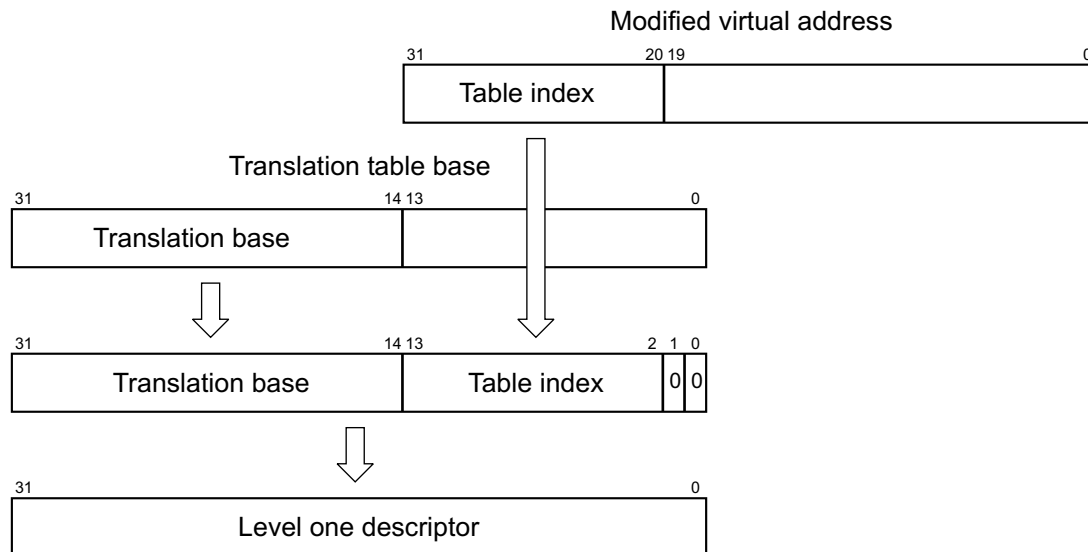 Modified virtual address
31 20 19 0
Table index
Translation table base
31 14 13 0
Translation base
31 14 13 2 1 0
Translation base Table index 0 0
31 0
Level one descriptor